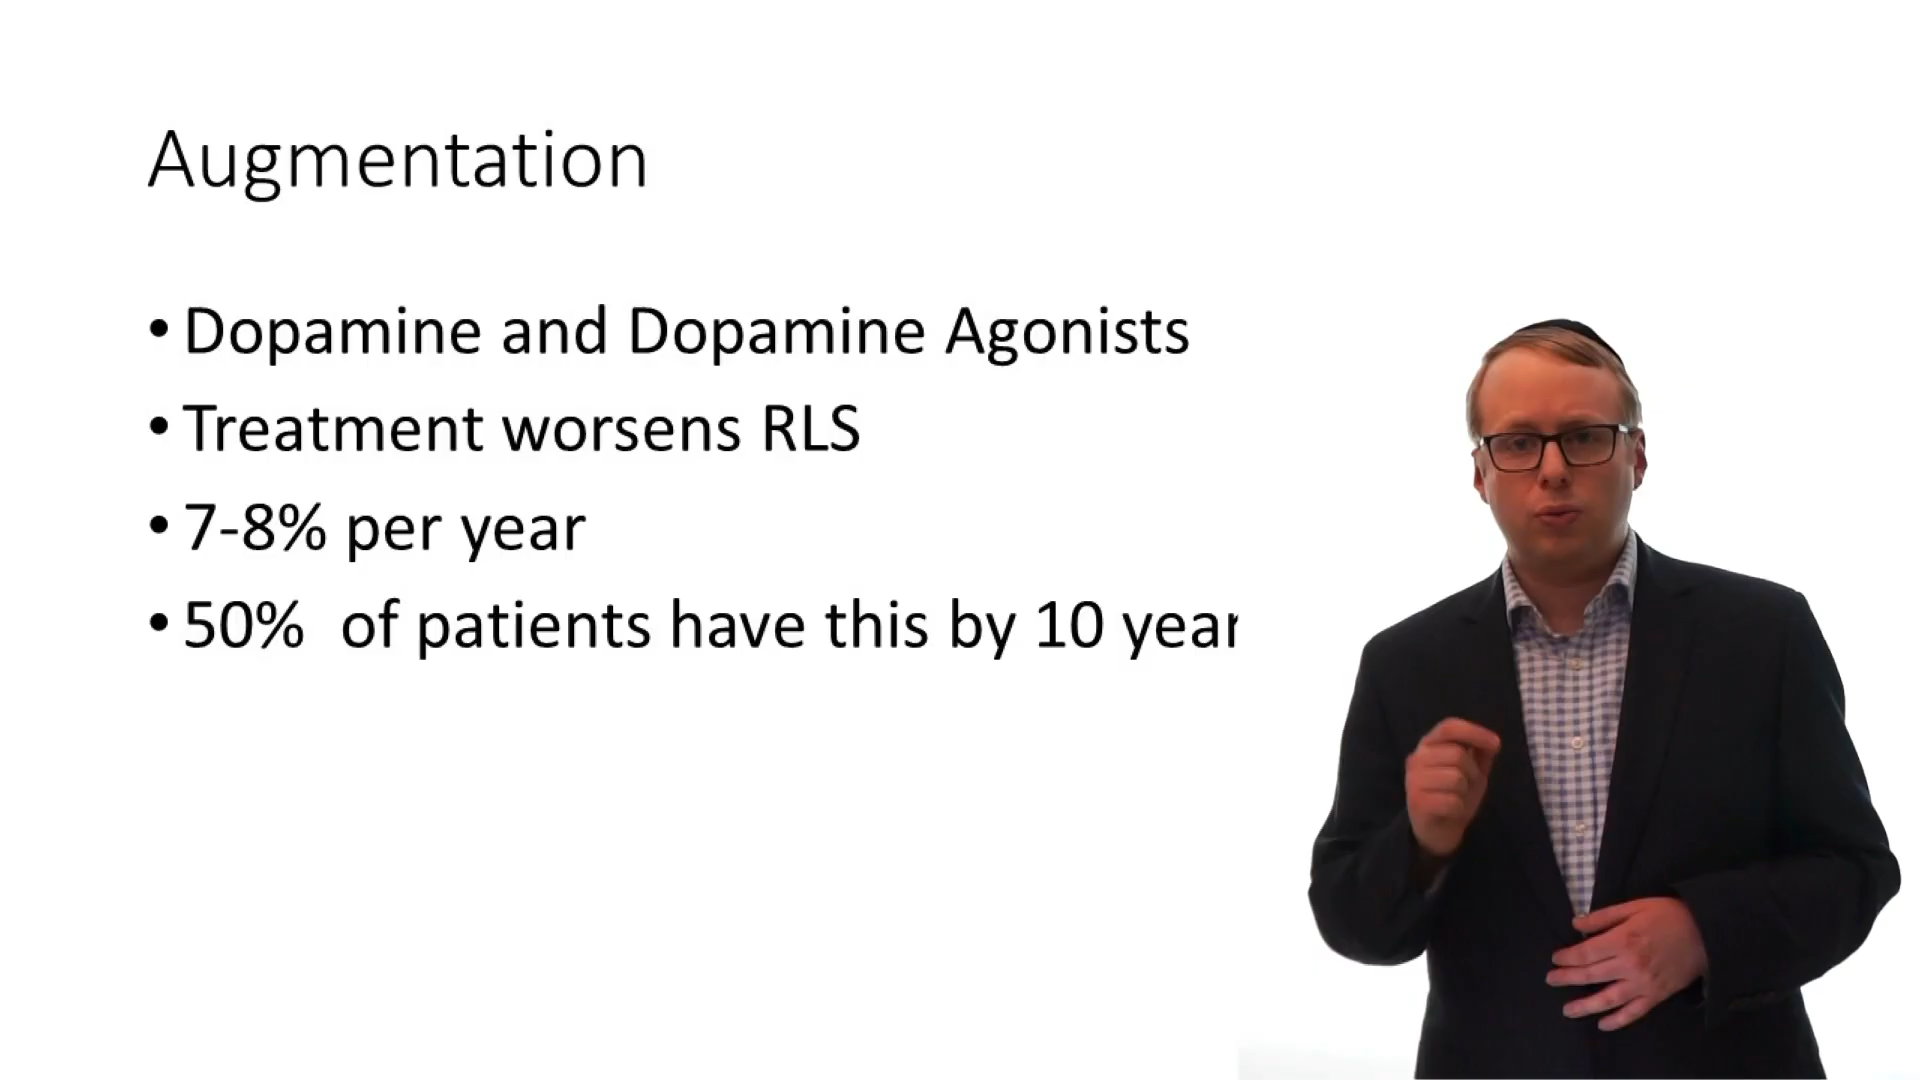 Augmentation
• Dopamine and Dopamine Agonists
• Treatment worsens RLS
• 7-8% per year
• 50% of patients have this by 10 year